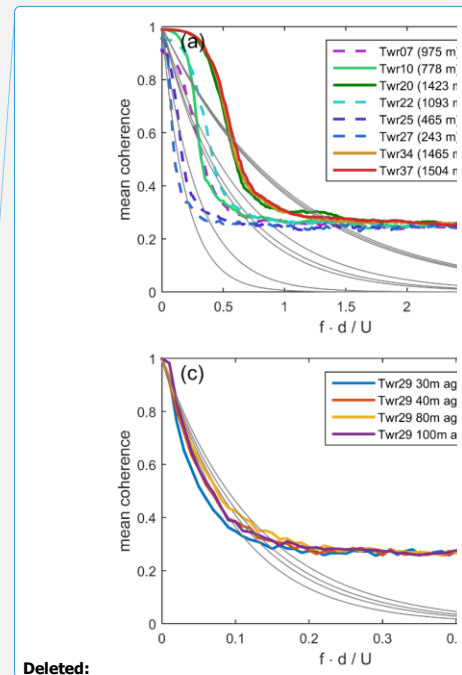 1
(a)
0.8
0.6
0.4
0.2
0
mean coherence
Twr07 (975 m)
Twr10 (778 m)
Twr20 (1423 m
Twr22 (1093 m
Twr25 (465 m)
Twr27 (243 m)
Twr34 (1465 m
Twr37 (1504 m
0 0.5 1 1.5 2
f · d / U
1
(c)
0.8
0.6
0.4
0.2
0
mean coherence
Twr29 30m ag
Twr29 40m ag
Twr29 80m ag
Twr29 100m a
0 0.1 0.2 0.3
f · d / U
Deleted: